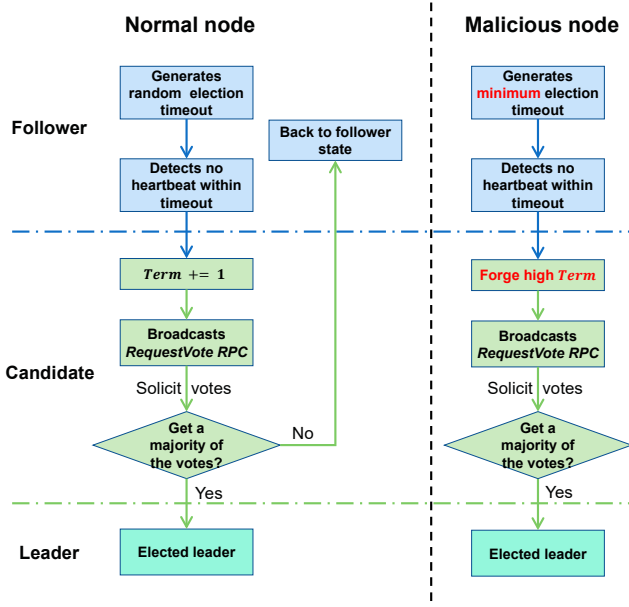 Normal node
Malicious node
Generates
random election
timeout
Generates
minimum election
timeout
Follower
Back to follower
state
Detects no
heartbeat within
timeout
Detects no
heartbeat within
timeout
Term += 1
Forge high Term
Broadcasts
RequestVote RPC
Broadcasts
RequestVote RPC
Candidate
Solicit votes
Solicit votes
Get a
majority of
the votes?
No
Get a
majority of
the votes?
Yes
Yes
Leader
Elected leader
Elected leader